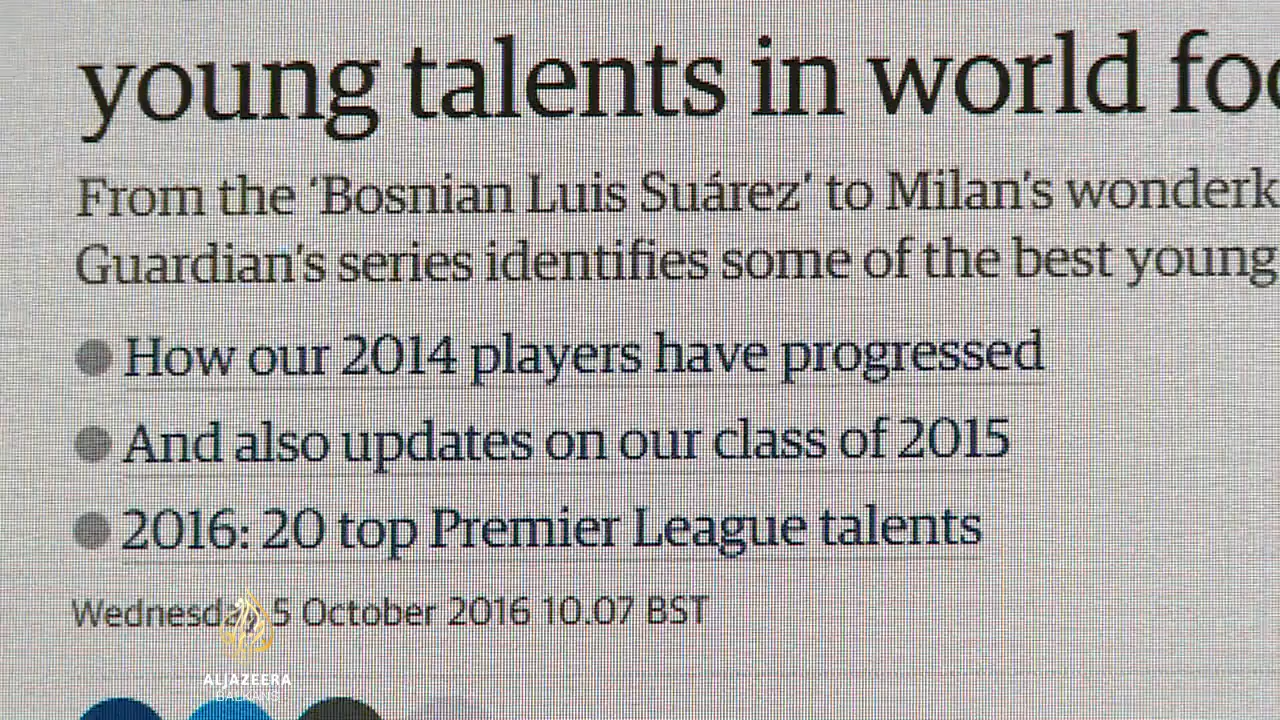 young talents in world foo
From the ‘Bosnian Luis Suárez’ to Milan’s wonderk
Guardian’s series identifies some of the best young
How our 2014 players have progressed
And also updates on our class of 2015
2016: 20 top Premier League talents
Wednesday 5 October 2016 10.07 BST
ALJAZEERA
BALKANS